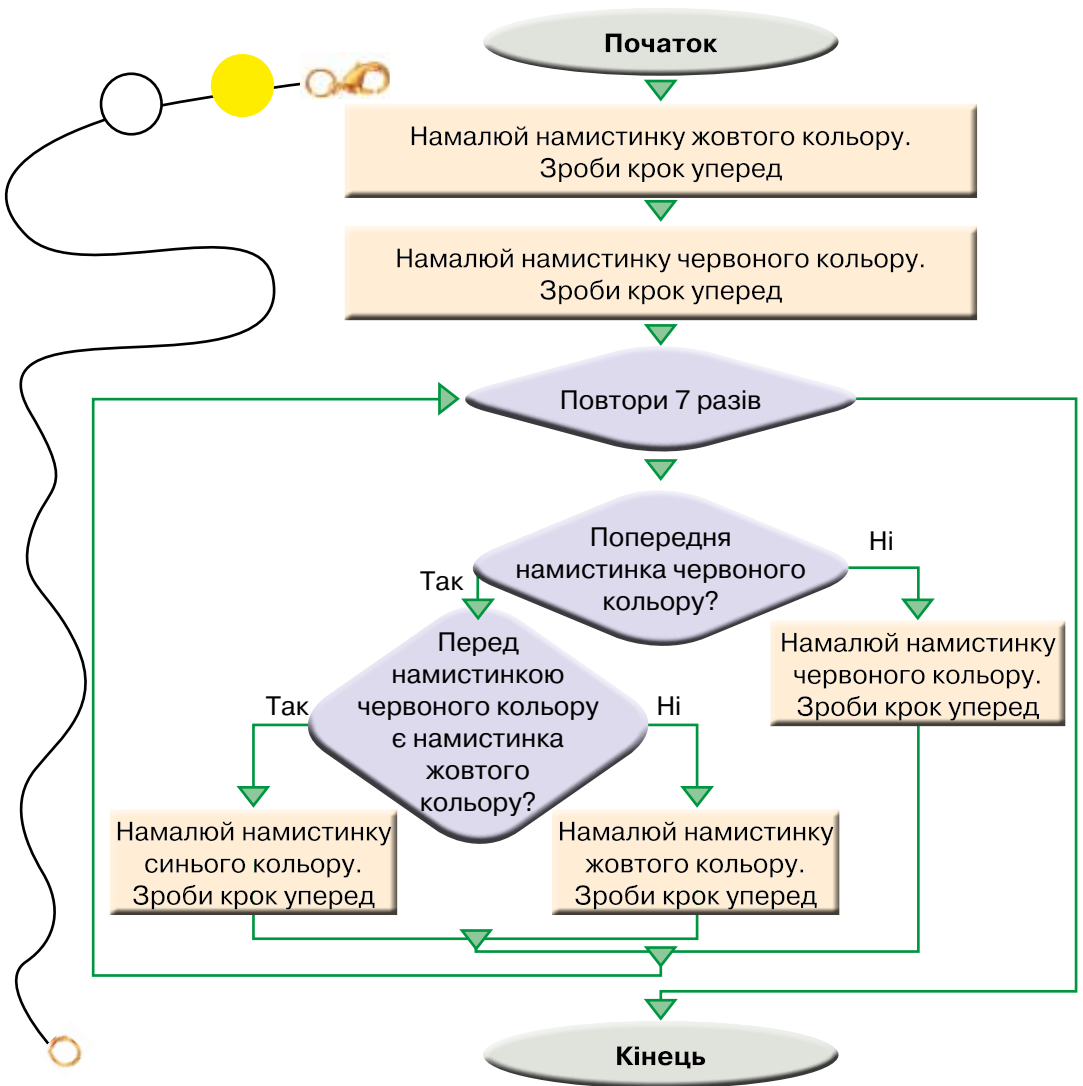 Початок
Намалюй намистинку жовтого кольору.
Зроби крок уперед
Намалюй намистинку червоного кольору.
Зроби крок уперед
Повтори 7 разів
Попередня
намистинка червоного
кольору?
Так
Ні
Перед
намистинкою
червоного кольору
є намистинка
жовтого
кольору?
Так
Ні
Намалюй намистинку
червоного кольору.
Зроби крок уперед
Намалюй намистинку
синього кольору.
Зроби крок уперед
Намалюй намистинку
жовтого кольору.
Зроби крок уперед
Кінець